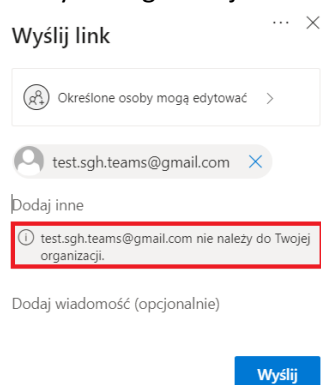 Wyślij link
Określone osoby mogą edytować
test.sgh.teams@gmail.com
Dodaj inne
test.sgh.teams@gmail.com nie należy do Twojej
organizacji.
Dodaj wiadomość (opcjonalnie)
Wyślij